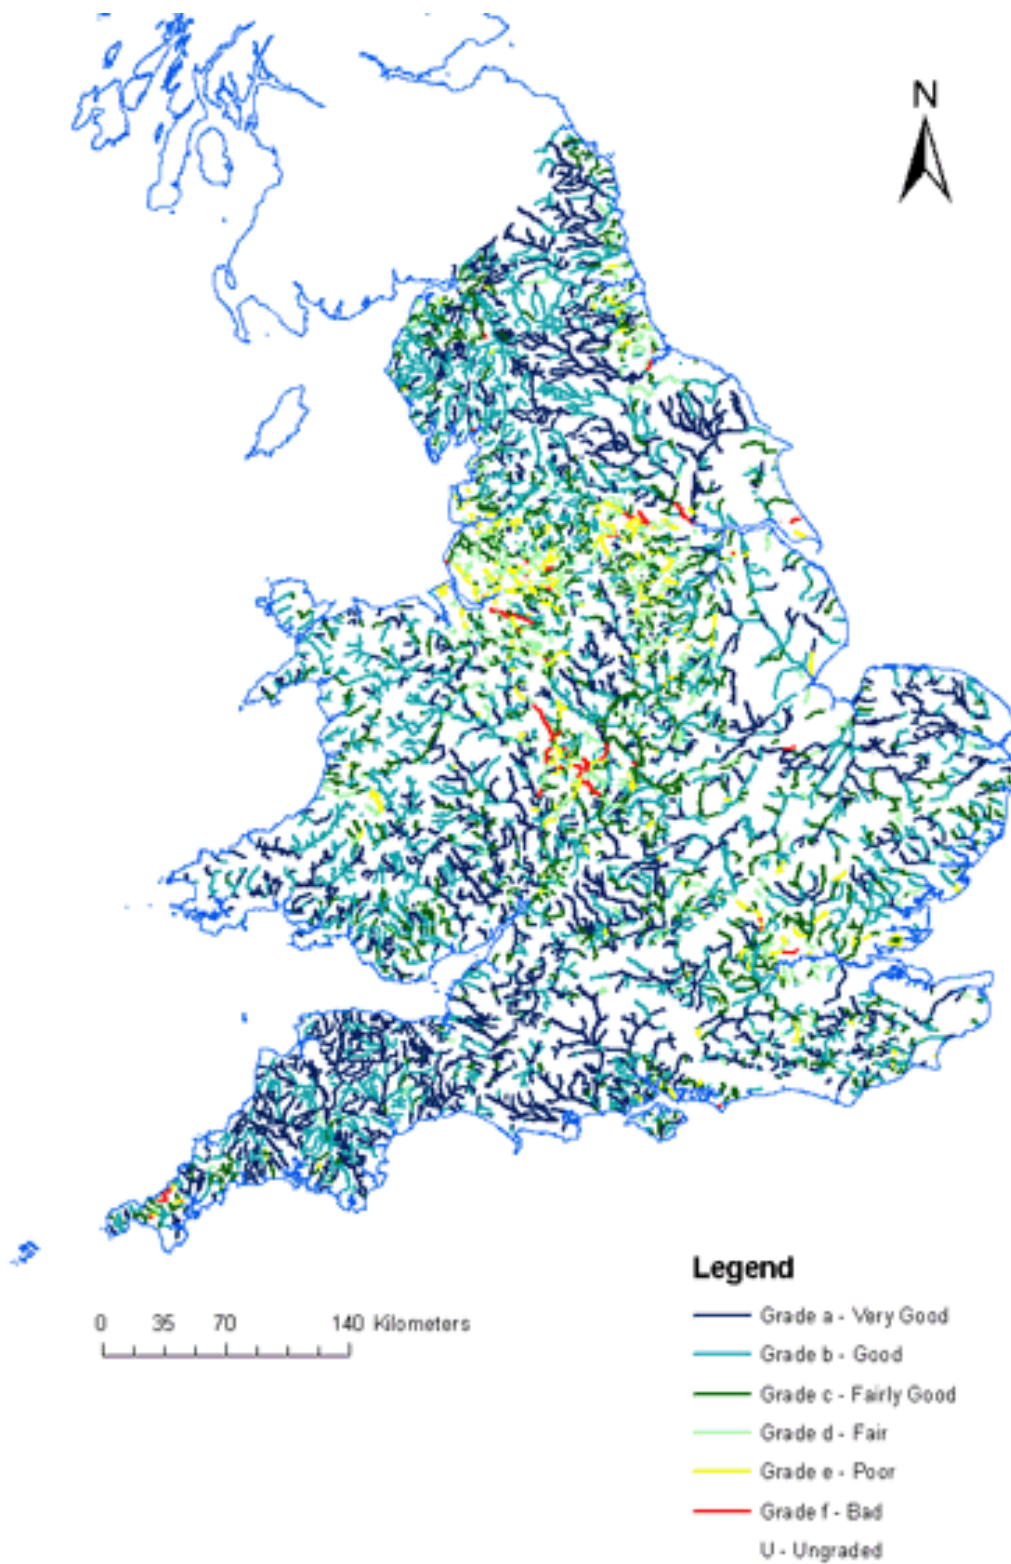 N
0 35 70 140 Kilometers
Legend
Grade a - Very Good
Grade b - Good
Grade c - Fairly Good
Grade d - Fair
Grade e - Poor
Grade f - Bad
U - Ungraded